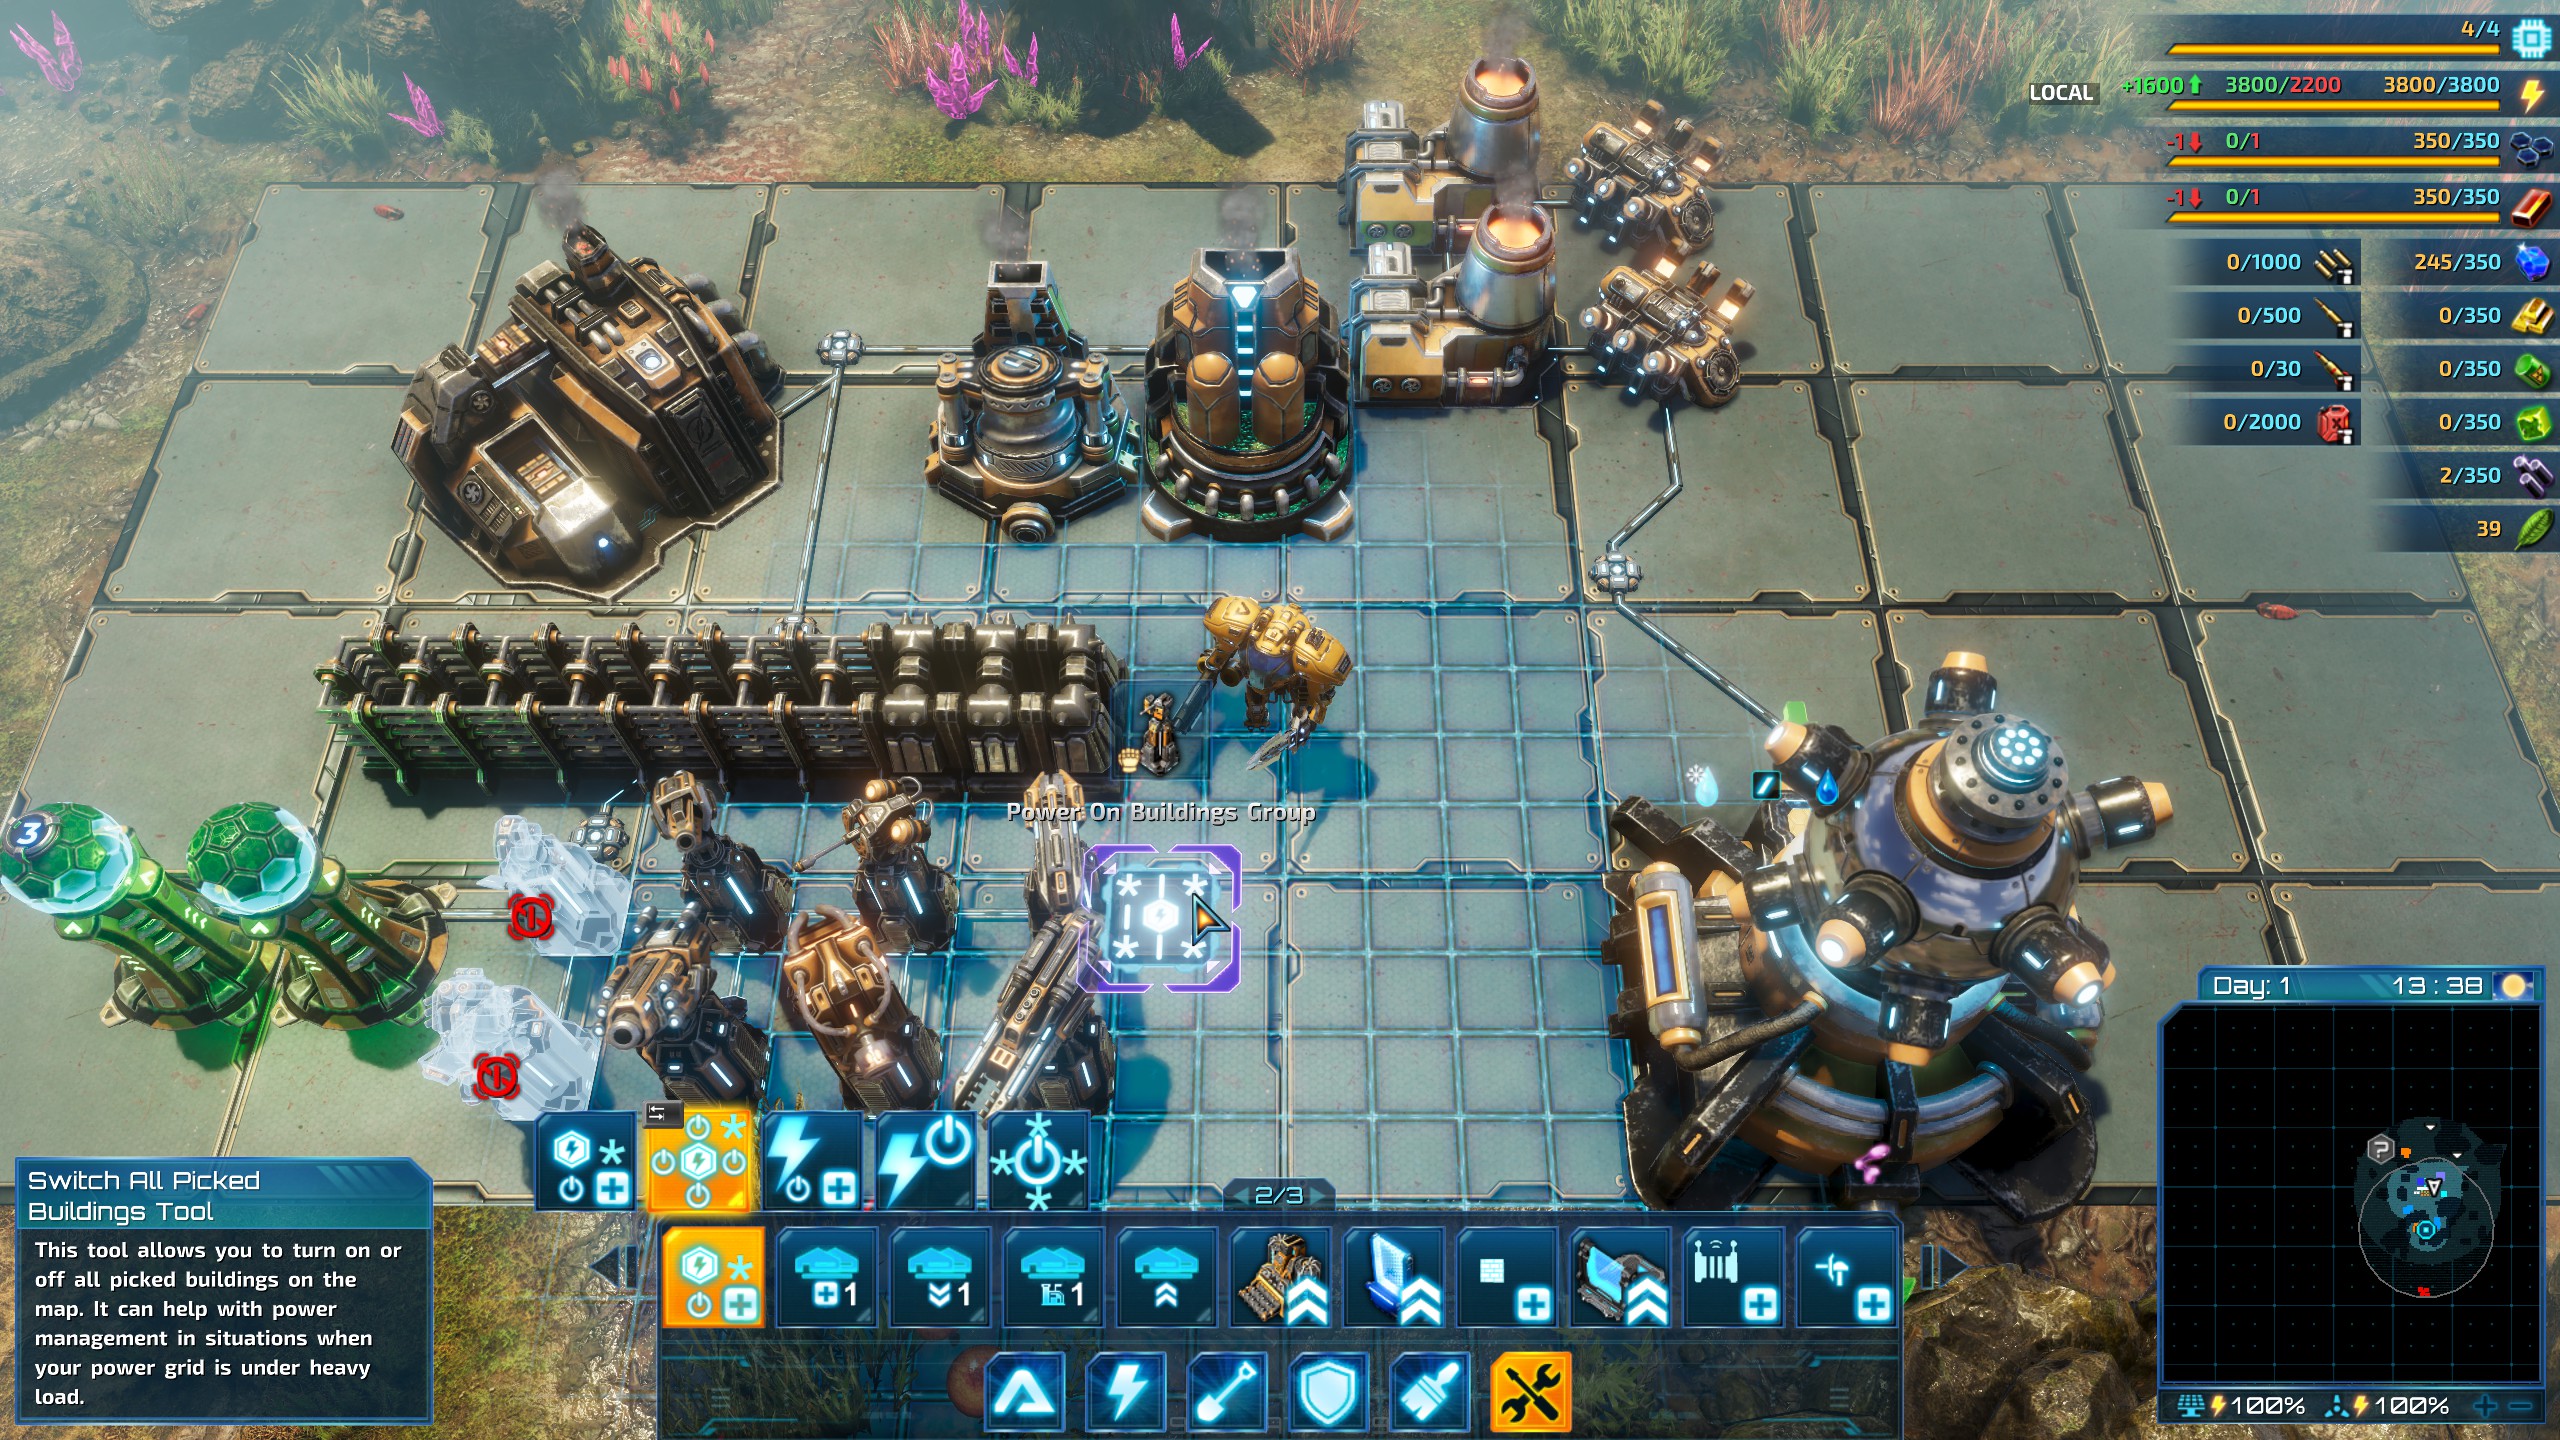 4/4
LOCAL +1600 3800/2200 3800/3800
-1 0/1 350/350
-1 0/1 350/350
0/1000 245/350
0/500 0/350
0/30 0/350
0/2000 0/350
2/350
39
3
Power On Buildings Group
Day: 1 13:38
Switch All Picked
Buildings Tool
This tool allows you to turn on or
off all picked buildings on the
map. It can help with power
management in situations when
your power grid is under heavy
load.
2/3
1 1 1
100% 100%